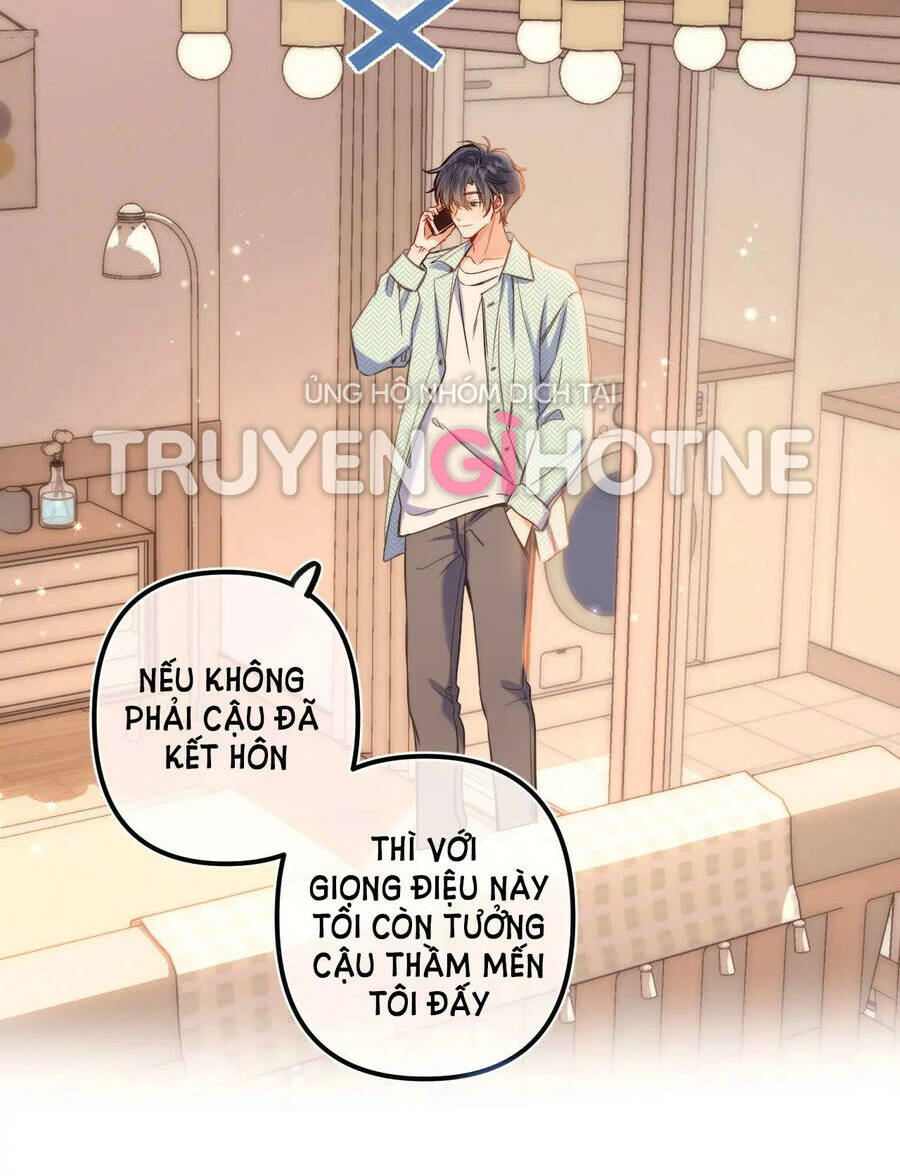 ỦNG HỘ NHÓM DỊCH TẠI
TRUYENGÌHOTNE
NẾU KHÔNG
PHẢI CẬU ĐÃ
KẾT HÔN
THÌ VỚI
GIỌNG ĐIỆU NÀY
TÔI CÒN TƯỞNG
CẬU THẦM MẾN
TÔI ĐẤY